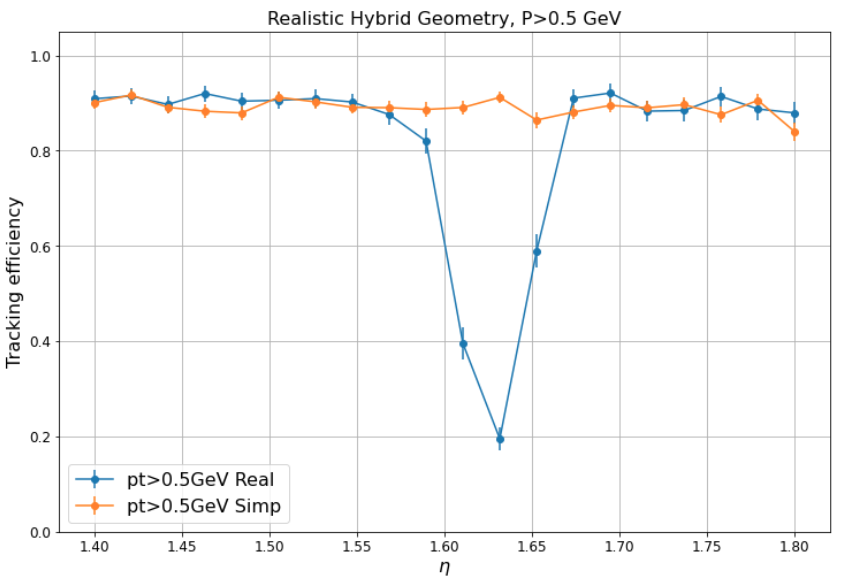 Realistic Hybrid Geometry, P>0.5 GeV
1.0
0.8
0.6
0.4
0.2
0.0
Tracking efficiency
pt>0.5GeV Real
pt>0.5GeV Simp
1.40 1.45 1.50 1.55 1.60 1.65 1.70 1.75 1.80
η